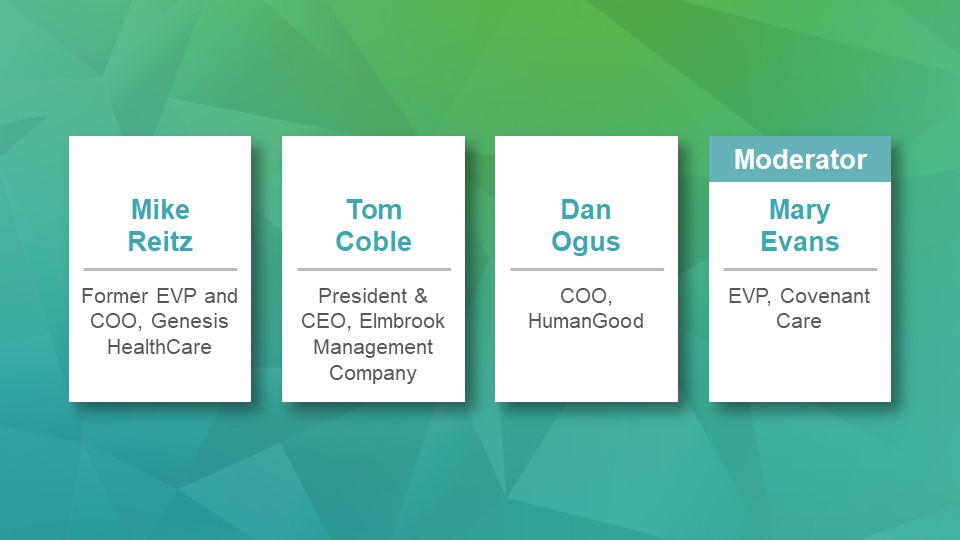 Mike
Reitz
Former EVP and
COO, Genesis
HealthCare
Tom
Coble
President &
CEO, Elmbrook
Management
Company
Dan
Ogus
COO,
HumanGood
Moderator
Mary
Evans
EVP, Covenant
Care